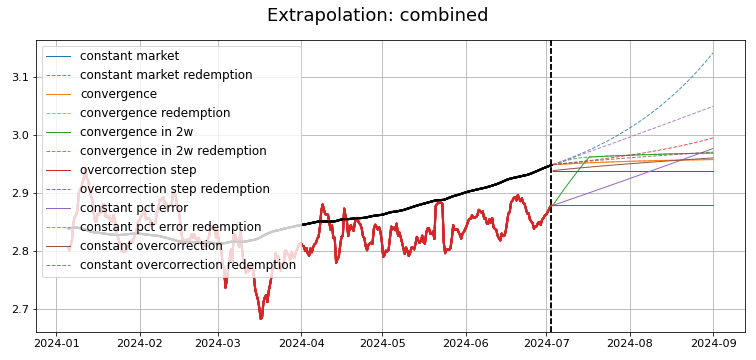 Extrapolation: combined
constant market
constant market redemption
convergence
convergence redemption
convergence in 2w
convergence in 2w redemption
overcorrection step
overcorrection step redemption
constant pct error
constant pct error redemption
constant overcorrection
constant overcorrection redemption
3.1
3.0
2.9
2.8
2.7
2024-01 2024-02 2024-03 2024-04 2024-05 2024-06 2024-07 2024-08 2024-09